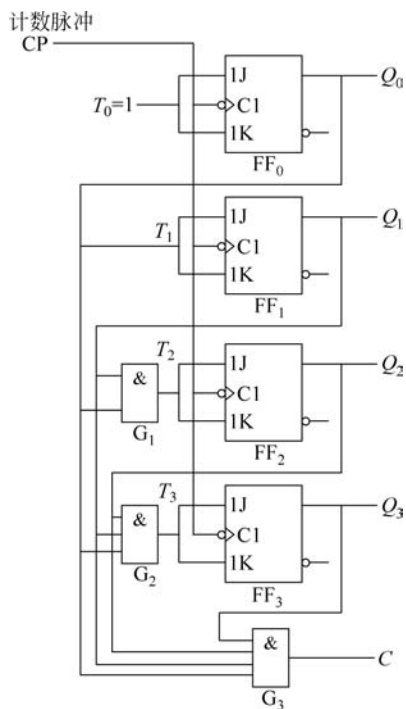 计数脉冲
CP
1J
Q₀
T₀=1
C1
1K
FF₀
1J
Q₁
T₁
C1
1K
FF₁
1J
Q₂
T₂
&
C1
1K
G₁
FF₂
1J
Q₃
T₃
&
C1
1K
G₂
FF₃
&
C
G₃